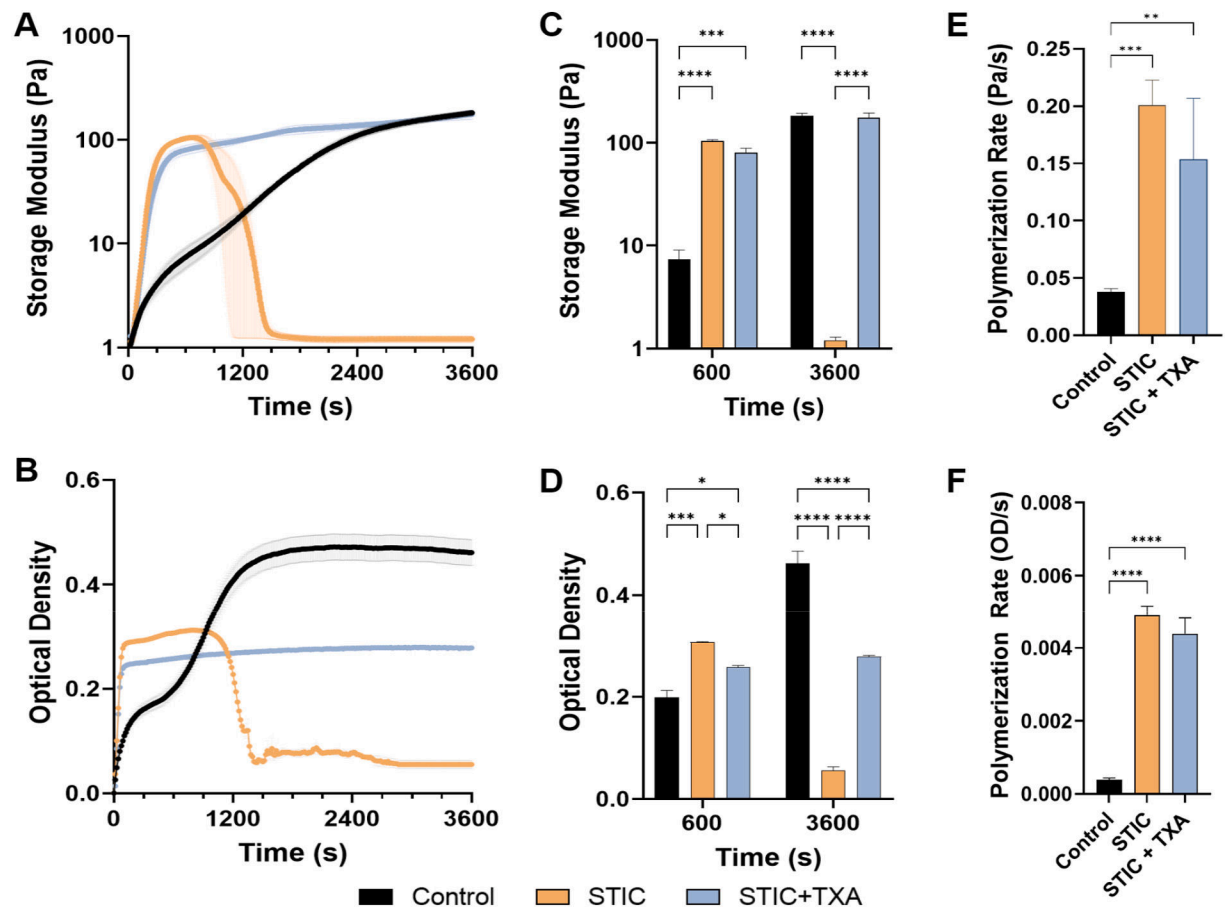 A
Storage Modulus (Pa)
1000
100
10
1
0
1200
2400
3600
Time (s)
C
Storage Modulus (Pa)
1000
100
10
1
***
****
****
****
600
3600
Time (s)
E
Polymerization Rate (Pa/s)
0.25
0.20
0.15
0.10
0.05
0.00
**
***
Control
STIC
STIC + TXA
B
Optical Density
0.6
0.4
0.2
0.0
0
1200
2400
3600
Time (s)
D
Optical Density
0.6
0.4
0.2
0.0
*
***
*
****
****
****
600
3600
Time (s)
F
Polymerization Rate (OD/s)
0.008
0.006
0.004
0.002
0.000
****
****
Control
STIC
STIC + TXA
Control
STIC
STIC+TXA